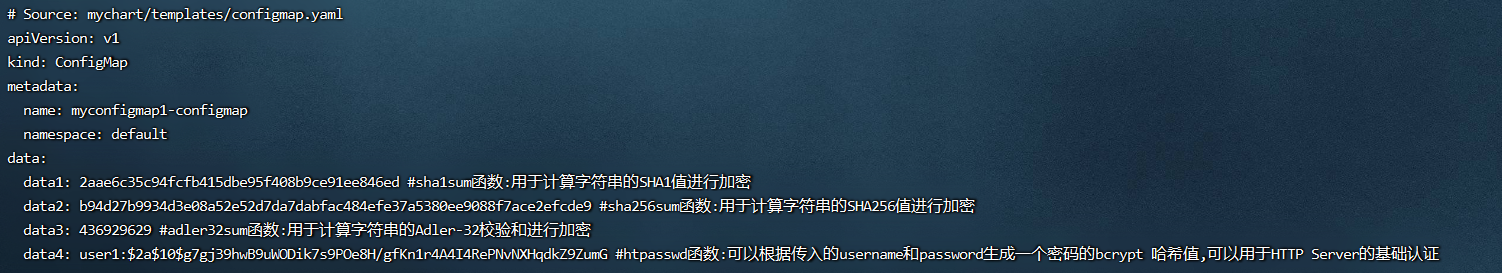 # Source: mychart/templates/configmap.yaml
apiVersion: v1
kind: ConfigMap
metadata:
  name: myconfigmap1-configmap
  namespace: default
data:
  data1: 2aae6c35c94fcfb415dbe95f408b9ce91ee846ed #sha1sum函数:用于计算字符串的SHA1值进行加密
  data2: b94d27b9934d3e08a52e52d7da7dabfac484efe37a5380ee9088f7ace2efcde9 #sha256sum函数:用于计算字符串的SHA256值进行加密
  data3: 436929629 #adler32sum函数:用于计算字符串的Adler-32校验和进行加密
  data4: user1:$2a$10$g7gj39hwB9uWODik7s9POe8H/gfKn1r4A4I4RePNvNXHqdkZ9ZumG #htpasswd函数:可以根据传入的username和password生成一个密码的bcrypt 哈希值,可以用于HTTP Server的基础认证